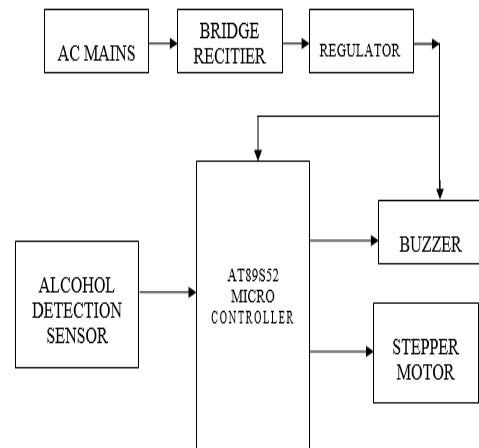 AC MAINS
BRIDGE
RECITIER
REGULATOR
ALCOHOL
DETECTION
SENSOR
AT89S52
MICRO
CONTROLLER
BUZZER
STEPPER
MOTOR